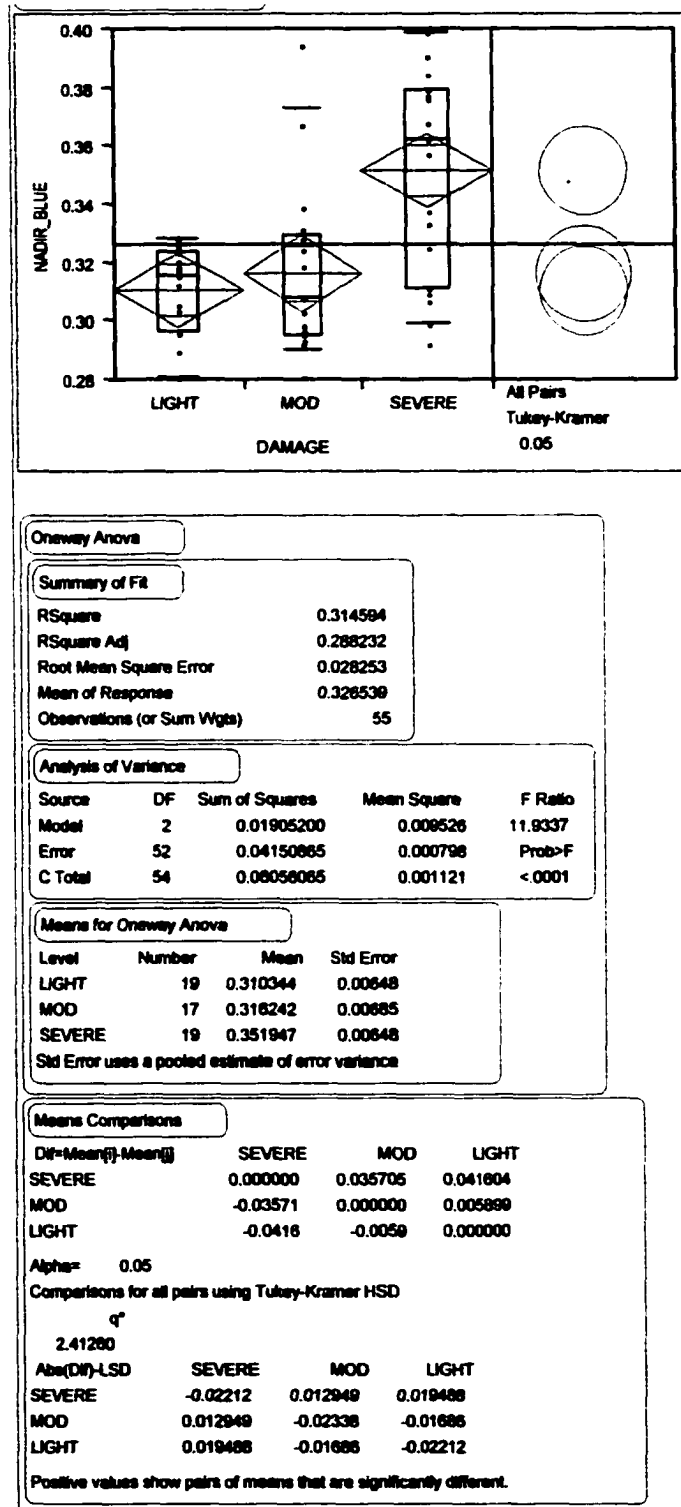 0.40
0.38
0.36
0.34
0.32
0.30
0.28
NADIR_BLUE
LIGHT MOD SEVERE
DAMAGE
All Pairs
Tukey-Kramer
0.05
Oneway Anova
Summary of Fit
RSquare 0.314594
RSquare Adj 0.288232
Root Mean Square Error 0.028253
Mean of Response 0.326539
Observations (or Sum Wgts) 55
Analysis of Variance
Source DF Sum of Squares Mean Square F Ratio
Model 2 0.01905200 0.009526 11.9337
Error 52 0.04150865 0.000798 Prob>F
C Total 54 0.06056065 0.001121 <.0001
Means for Oneway Anova
Level Number Mean Std Error
LIGHT 19 0.310344 0.00648
MOD 17 0.316242 0.00685
SEVERE 19 0.351947 0.00648
Std Error uses a pooled estimate of error variance
Means Comparisons
Dif=Mean[i]-Mean[j] SEVERE MOD LIGHT
SEVERE 0.000000 0.035705 0.041604
MOD -0.03571 0.000000 0.005899
LIGHT -0.0416 -0.0059 0.000000
Alpha= 0.05
Comparisons for all pairs using Tukey-Kramer HSD
q*
2.41260
Abs(Dif)-LSD SEVERE MOD LIGHT
SEVERE -0.02212 0.012949 0.019488
MOD 0.012949 -0.02338 -0.01686
LIGHT 0.019488 -0.01686 -0.02212
Positive values show pairs of means that are significantly different.